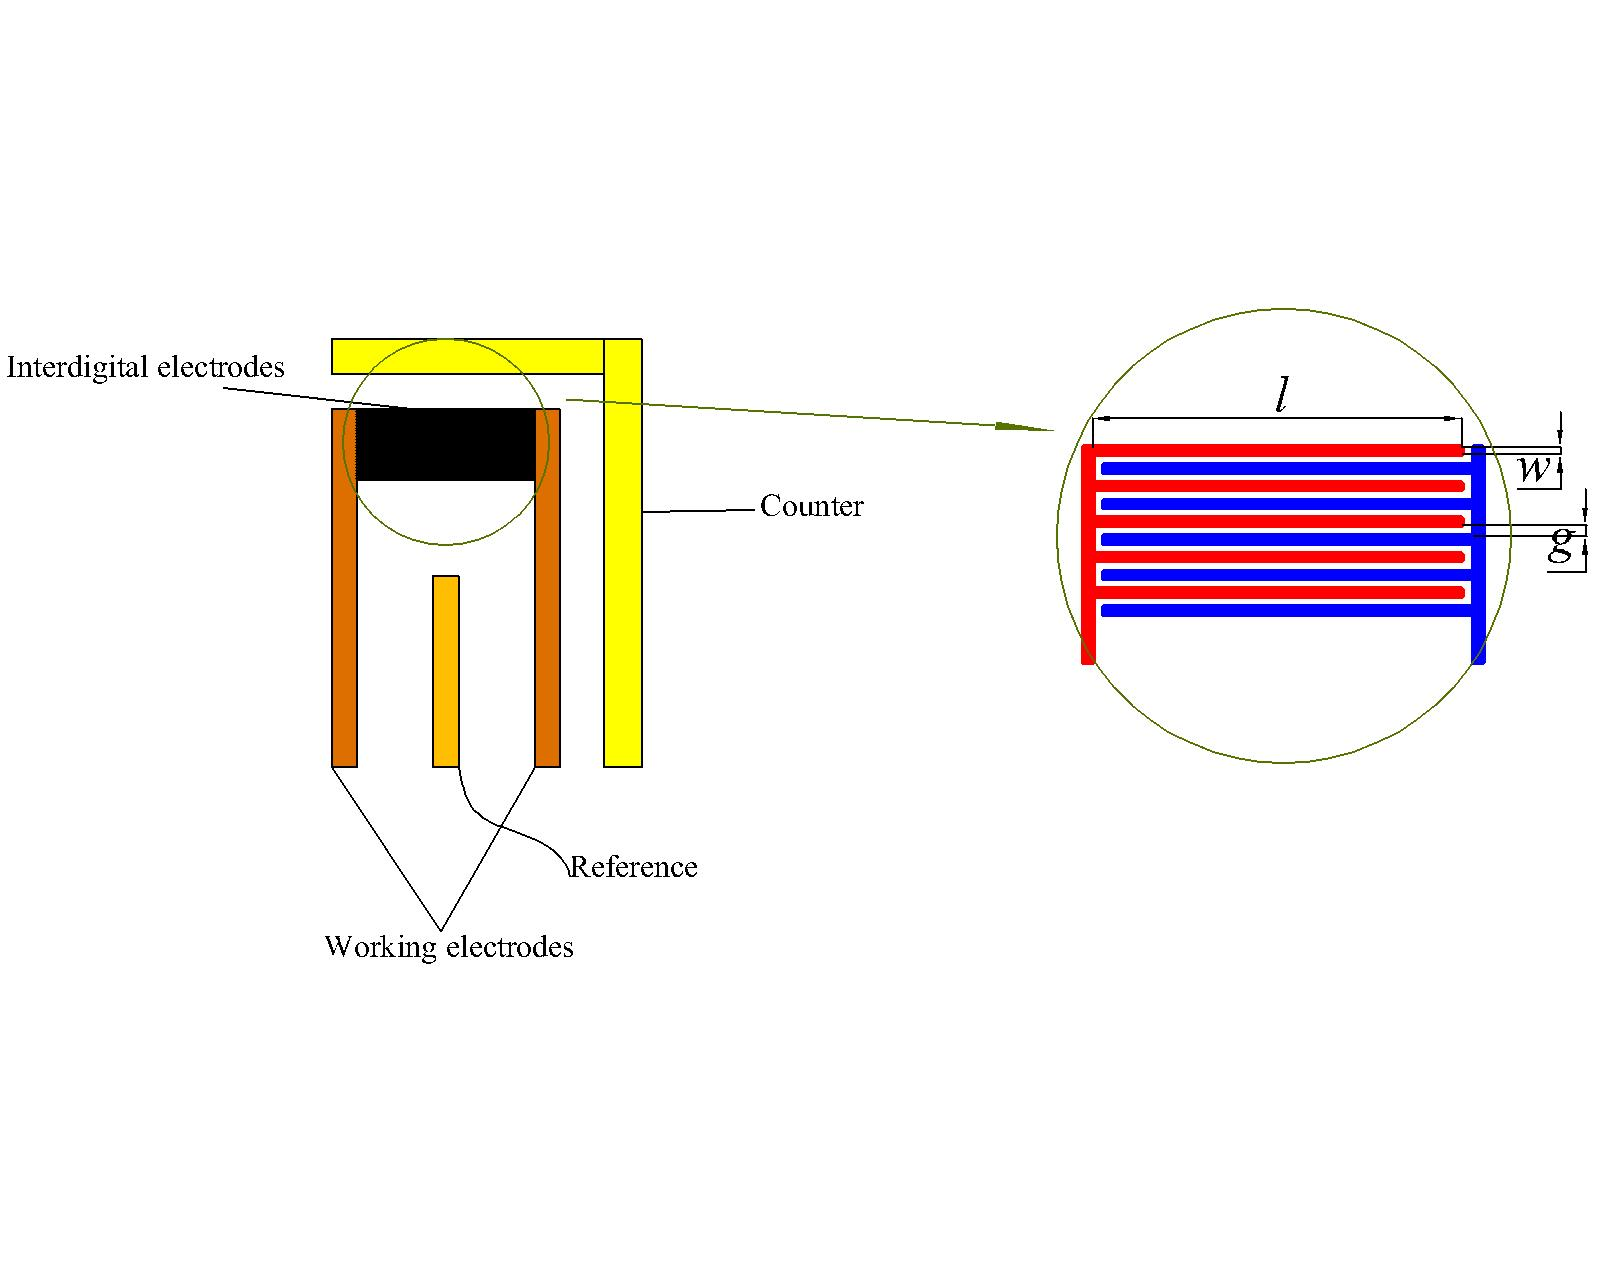 Interdigital electrodes
l
w
g
Counter
Reference
Working electrodes